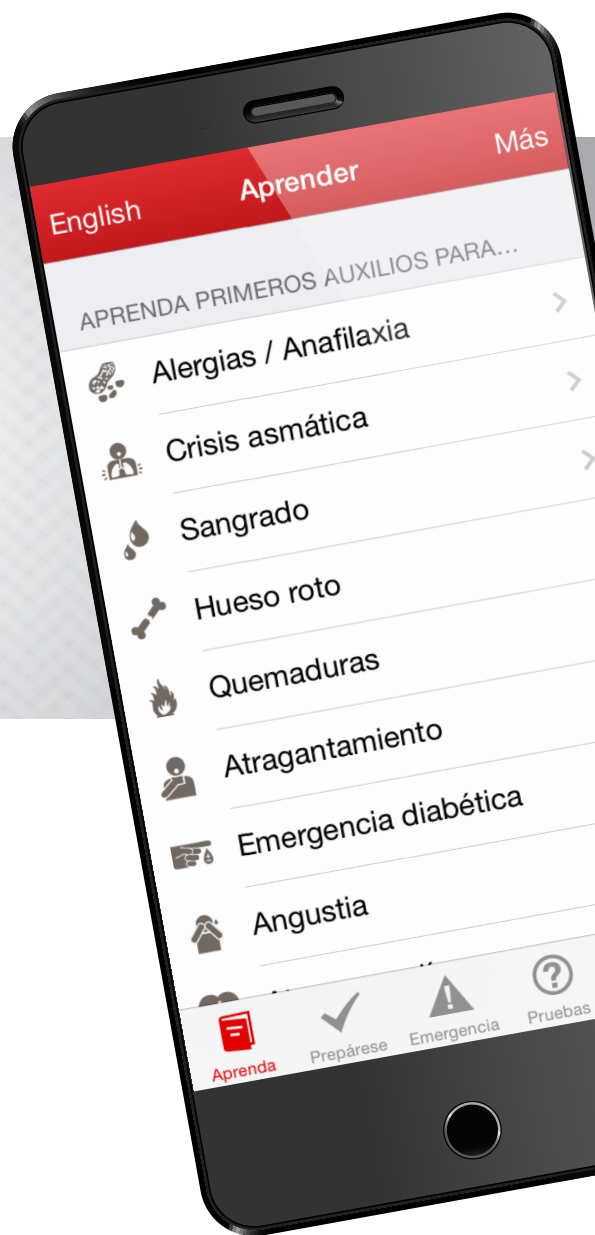 English
Aprender
Más
APRENDA PRIMEROS AUXILIOS PARA...
Alergias / Anafilaxia
Crisis asmática
Sangrado
Hueso roto
Quemaduras
Atragantamiento
Emergencia diabética
Angustia
Aprenda
Prepárese
Emergencia
Pruebas